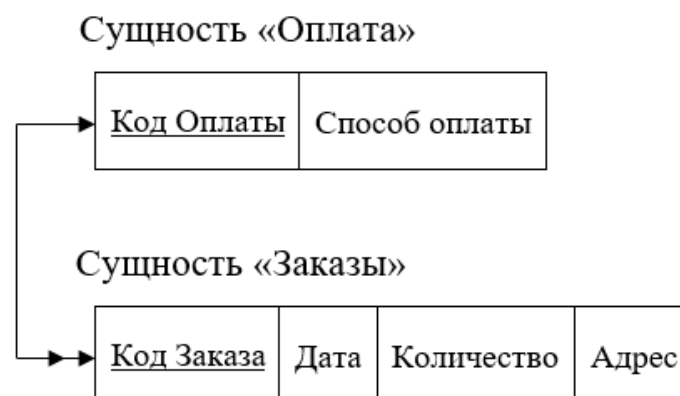 Сущность «Оплата»
Код Оплаты Способ оплаты
Сущность «Заказы»
Код Заказа Дата Количество Адрес